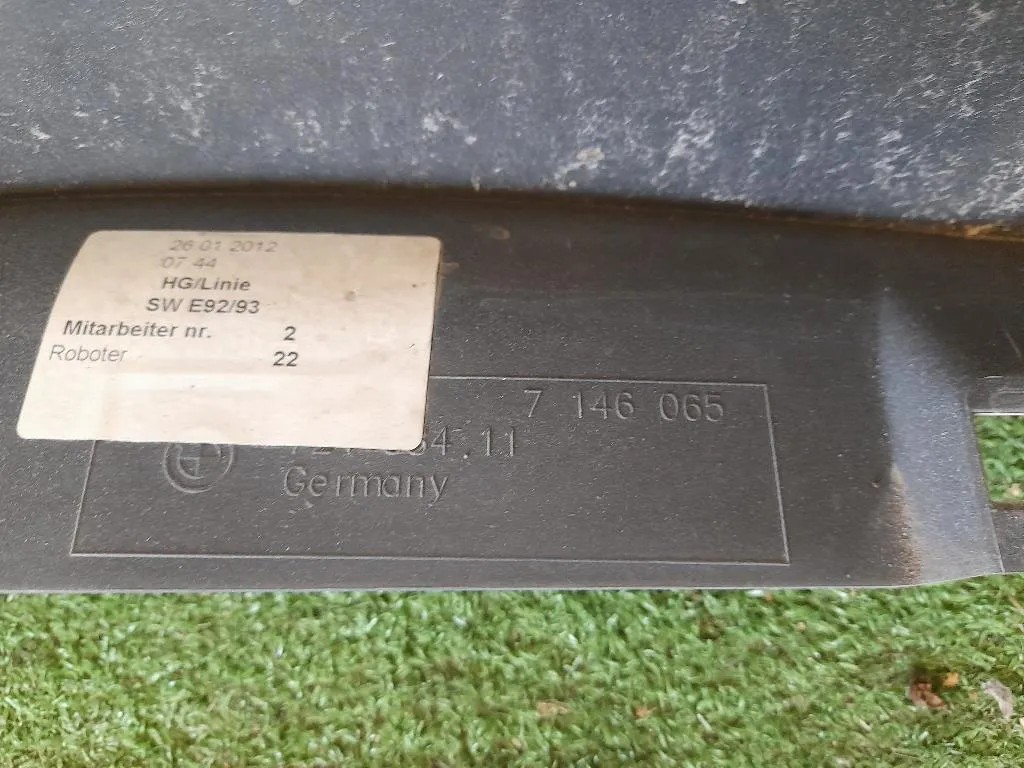 26 01 2012
07 44
HG/Linie
SW E92/93
Mitarbeiter nr. 2
Roboter 22
7 146 065
Germany